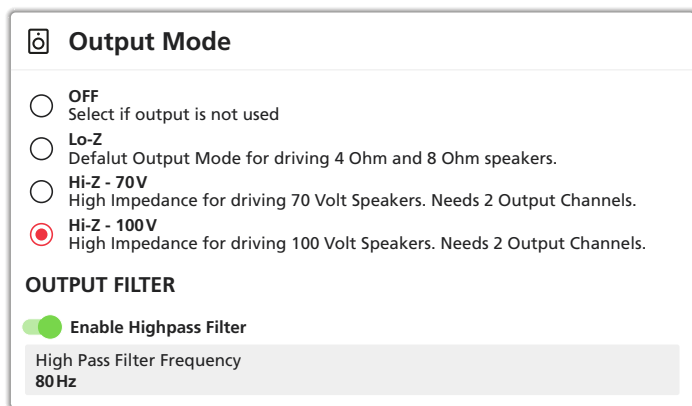 Output Mode
OFF
Select if output is not used
Lo-Z
Defalut Output Mode for driving 4 Ohm and 8 Ohm speakers.
Hi-Z - 70V
High Impedance for driving 70 Volt Speakers. Needs 2 Output Channels.
Hi-Z - 100V
High Impedance for driving 100 Volt Speakers. Needs 2 Output Channels.
OUTPUT FILTER
Enable Highpass Filter
High Pass Filter Frequency
80Hz